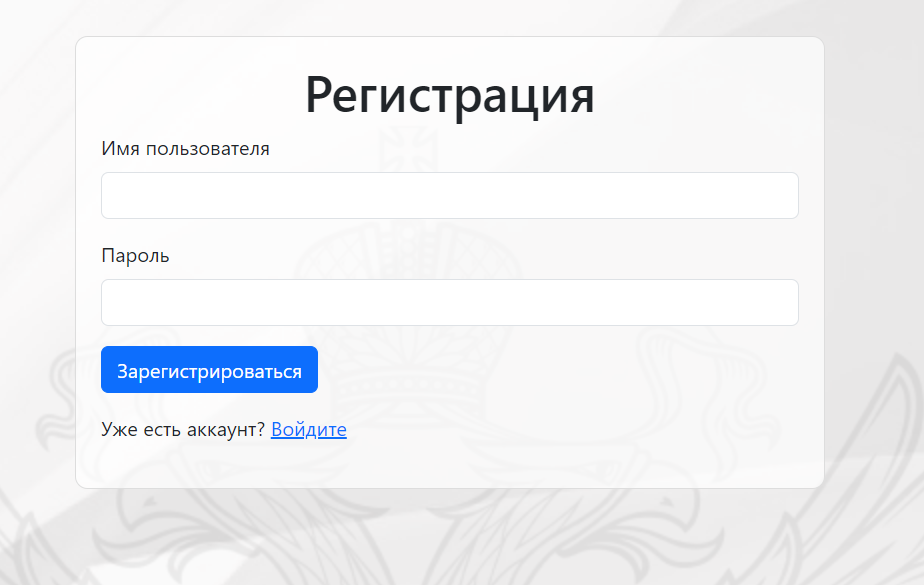 Регистрация
Имя пользователя
Пароль
Зарегистрироваться
Уже есть аккаунт? Войдите